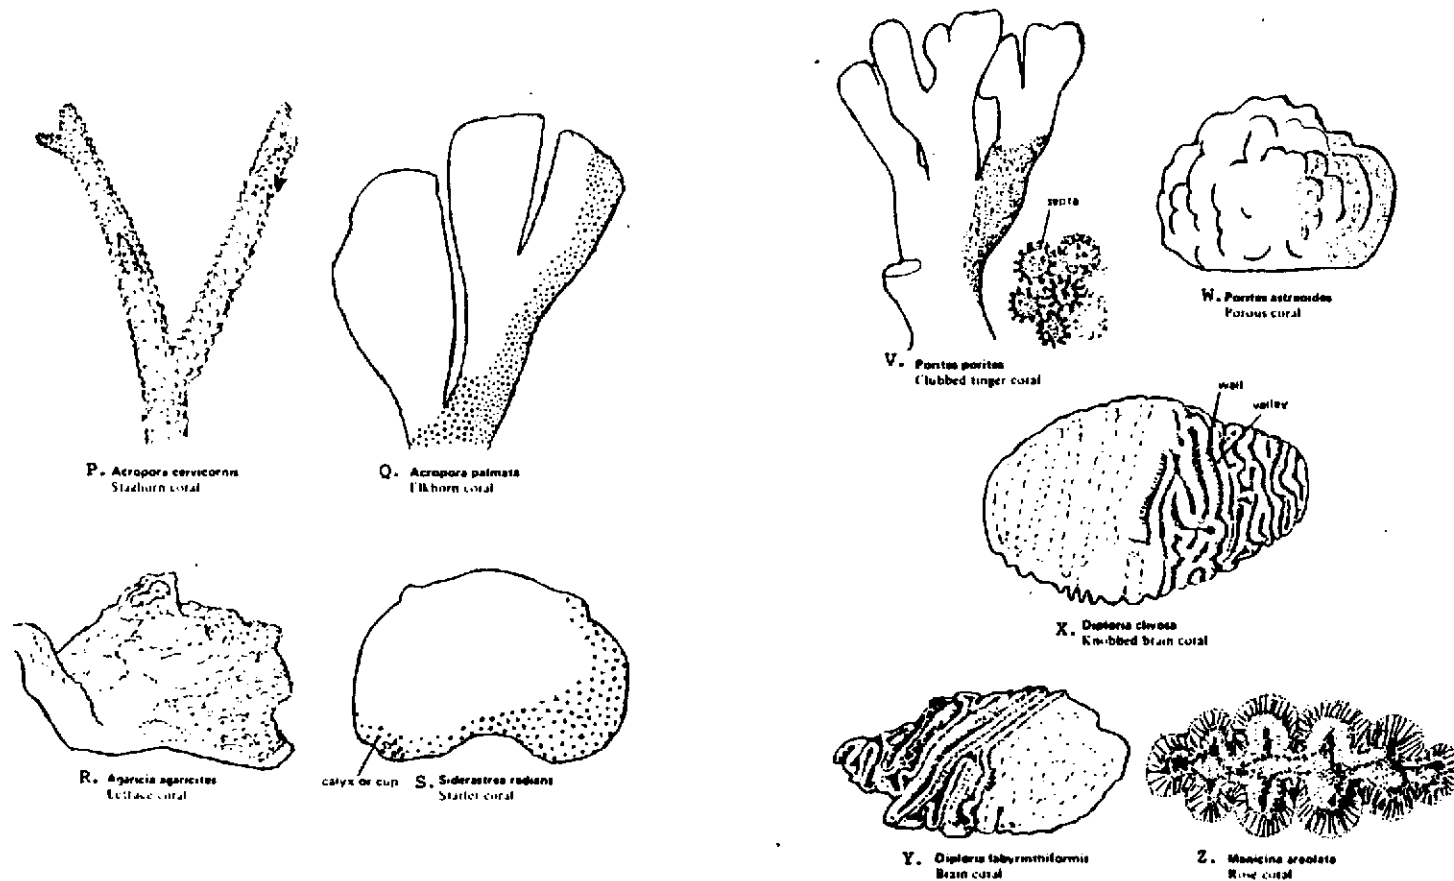 P. Acropora cervicornis
Staghorn coral
Q. Acropora palmata
Elkhorn coral
R. Agaricia agaricites
Lettuce coral
calyx or cup
S. Siderastrea radians
Starlet coral
septa
V. Porites porites
Clubbed finger coral
W. Porites astreoides
Porous coral
wall
valley
X. Diploria clivosa
Knobbed brain coral
Y. Diploria labyrinthiformis
Brain coral
Z. Manicina areolata
Rose coral